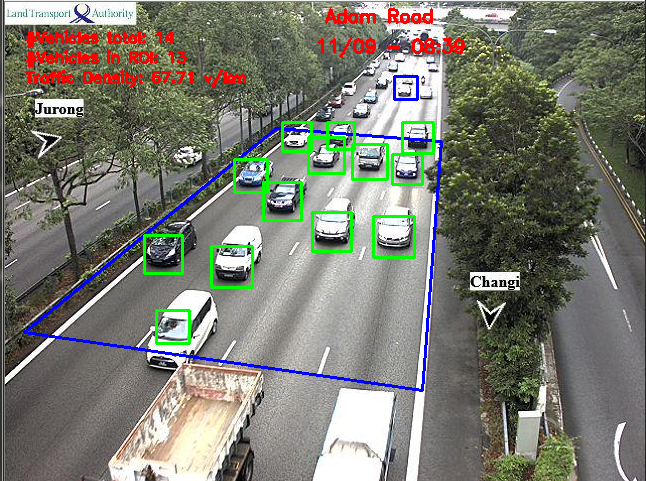 Land Transport Authority
Adam Road
11/09 - 08:39
#Vehicles total: 14
#Vehicles in ROI: 13
Traffic Density: 67.71 v/km
Jurong
Changi